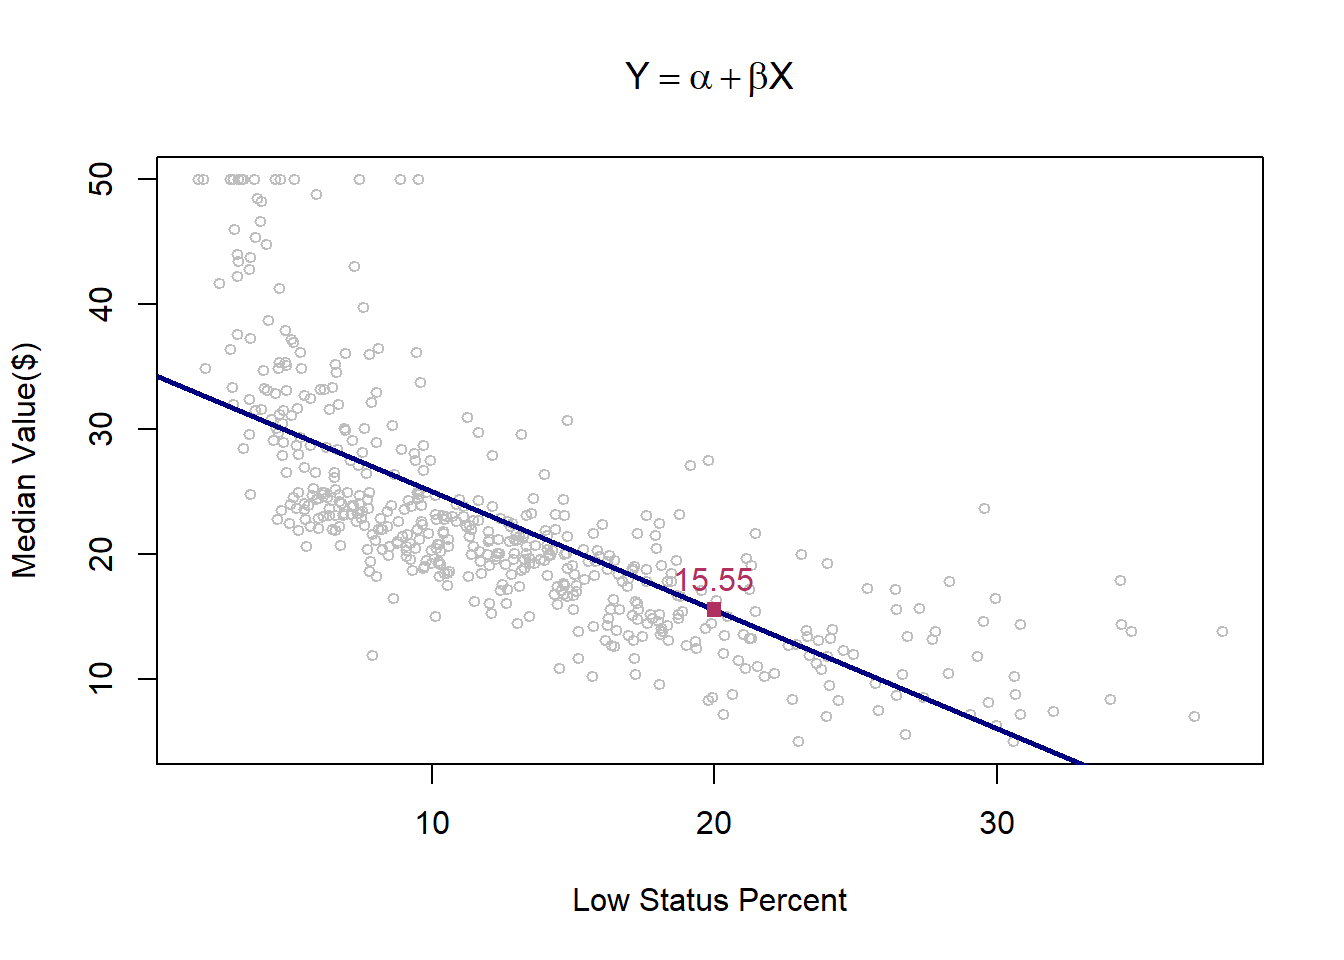 Y = α + βX
50
40
30
20
10
Median Value($)
15.55
10 20 30
Low Status Percent